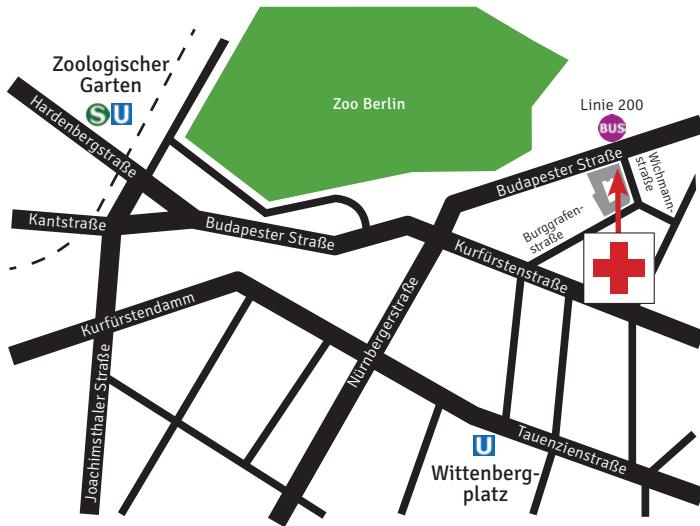 Zoologischer
Garten
S U
Hardenbergstraße
Zoo Berlin
Linie 200
BUS
Budapester Straße
Wichmann-
straße
Kantstraße
Budapester Straße
Burggrafen-
straße
Kurfürstenstraße
Kurfürstendamm
Nürnbergerstraße
Joachimsthaler Straße
Tauenzienstraße
U
Wittenberg-
platz